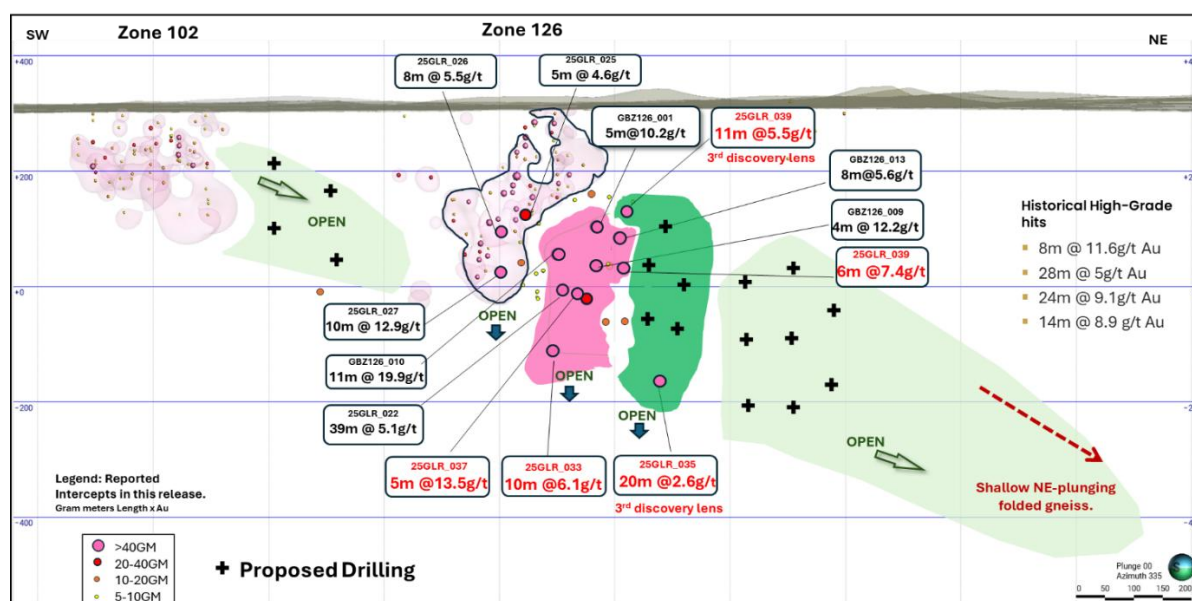 SW
Zone 102
Zone 126
NE
+400
+4
25GLR_026
8m @ 5.5g/t
25GLR_025
5m @ 4.6g/t
GBZ126_001
5m@10.2g/t
25GLR_039
11m @5.5g/t
3rd discovery lens
GBZ126_013
8m@5.6g/t
+200
+2
GBZ126_009
4m @ 12.2g/t
25GLR_039
6m @7.4g/t
OPEN
Historical High-Grade
hits
8m @ 11.6g/t Au
28m @ 5g/t Au
24m @ 9.1g/t Au
14m @ 8.9 g/t Au
+0
+0
25GLR_027
10m @ 12.9g/t
OPEN
GBZ126_010
11m @ 19.9g/t
OPEN
25GLR_022
39m @ 5.1g/t
OPEN
-200
-2
OPEN
25GLR_037
5m @13.5g/t
25GLR_033
10m @6.1g/t
25GLR_035
20m @2.6g/t
3rd discovery lens
Shallow NE-plunging
folded gneiss.
Legend: Reported
Intercepts in this release.
Gram meters Length x Au
-400
-4
>40GM
20-40GM
10-20GM
5-10GM
Proposed Drilling
Plunge 00
Azimuth 335
0 50 100 150 200